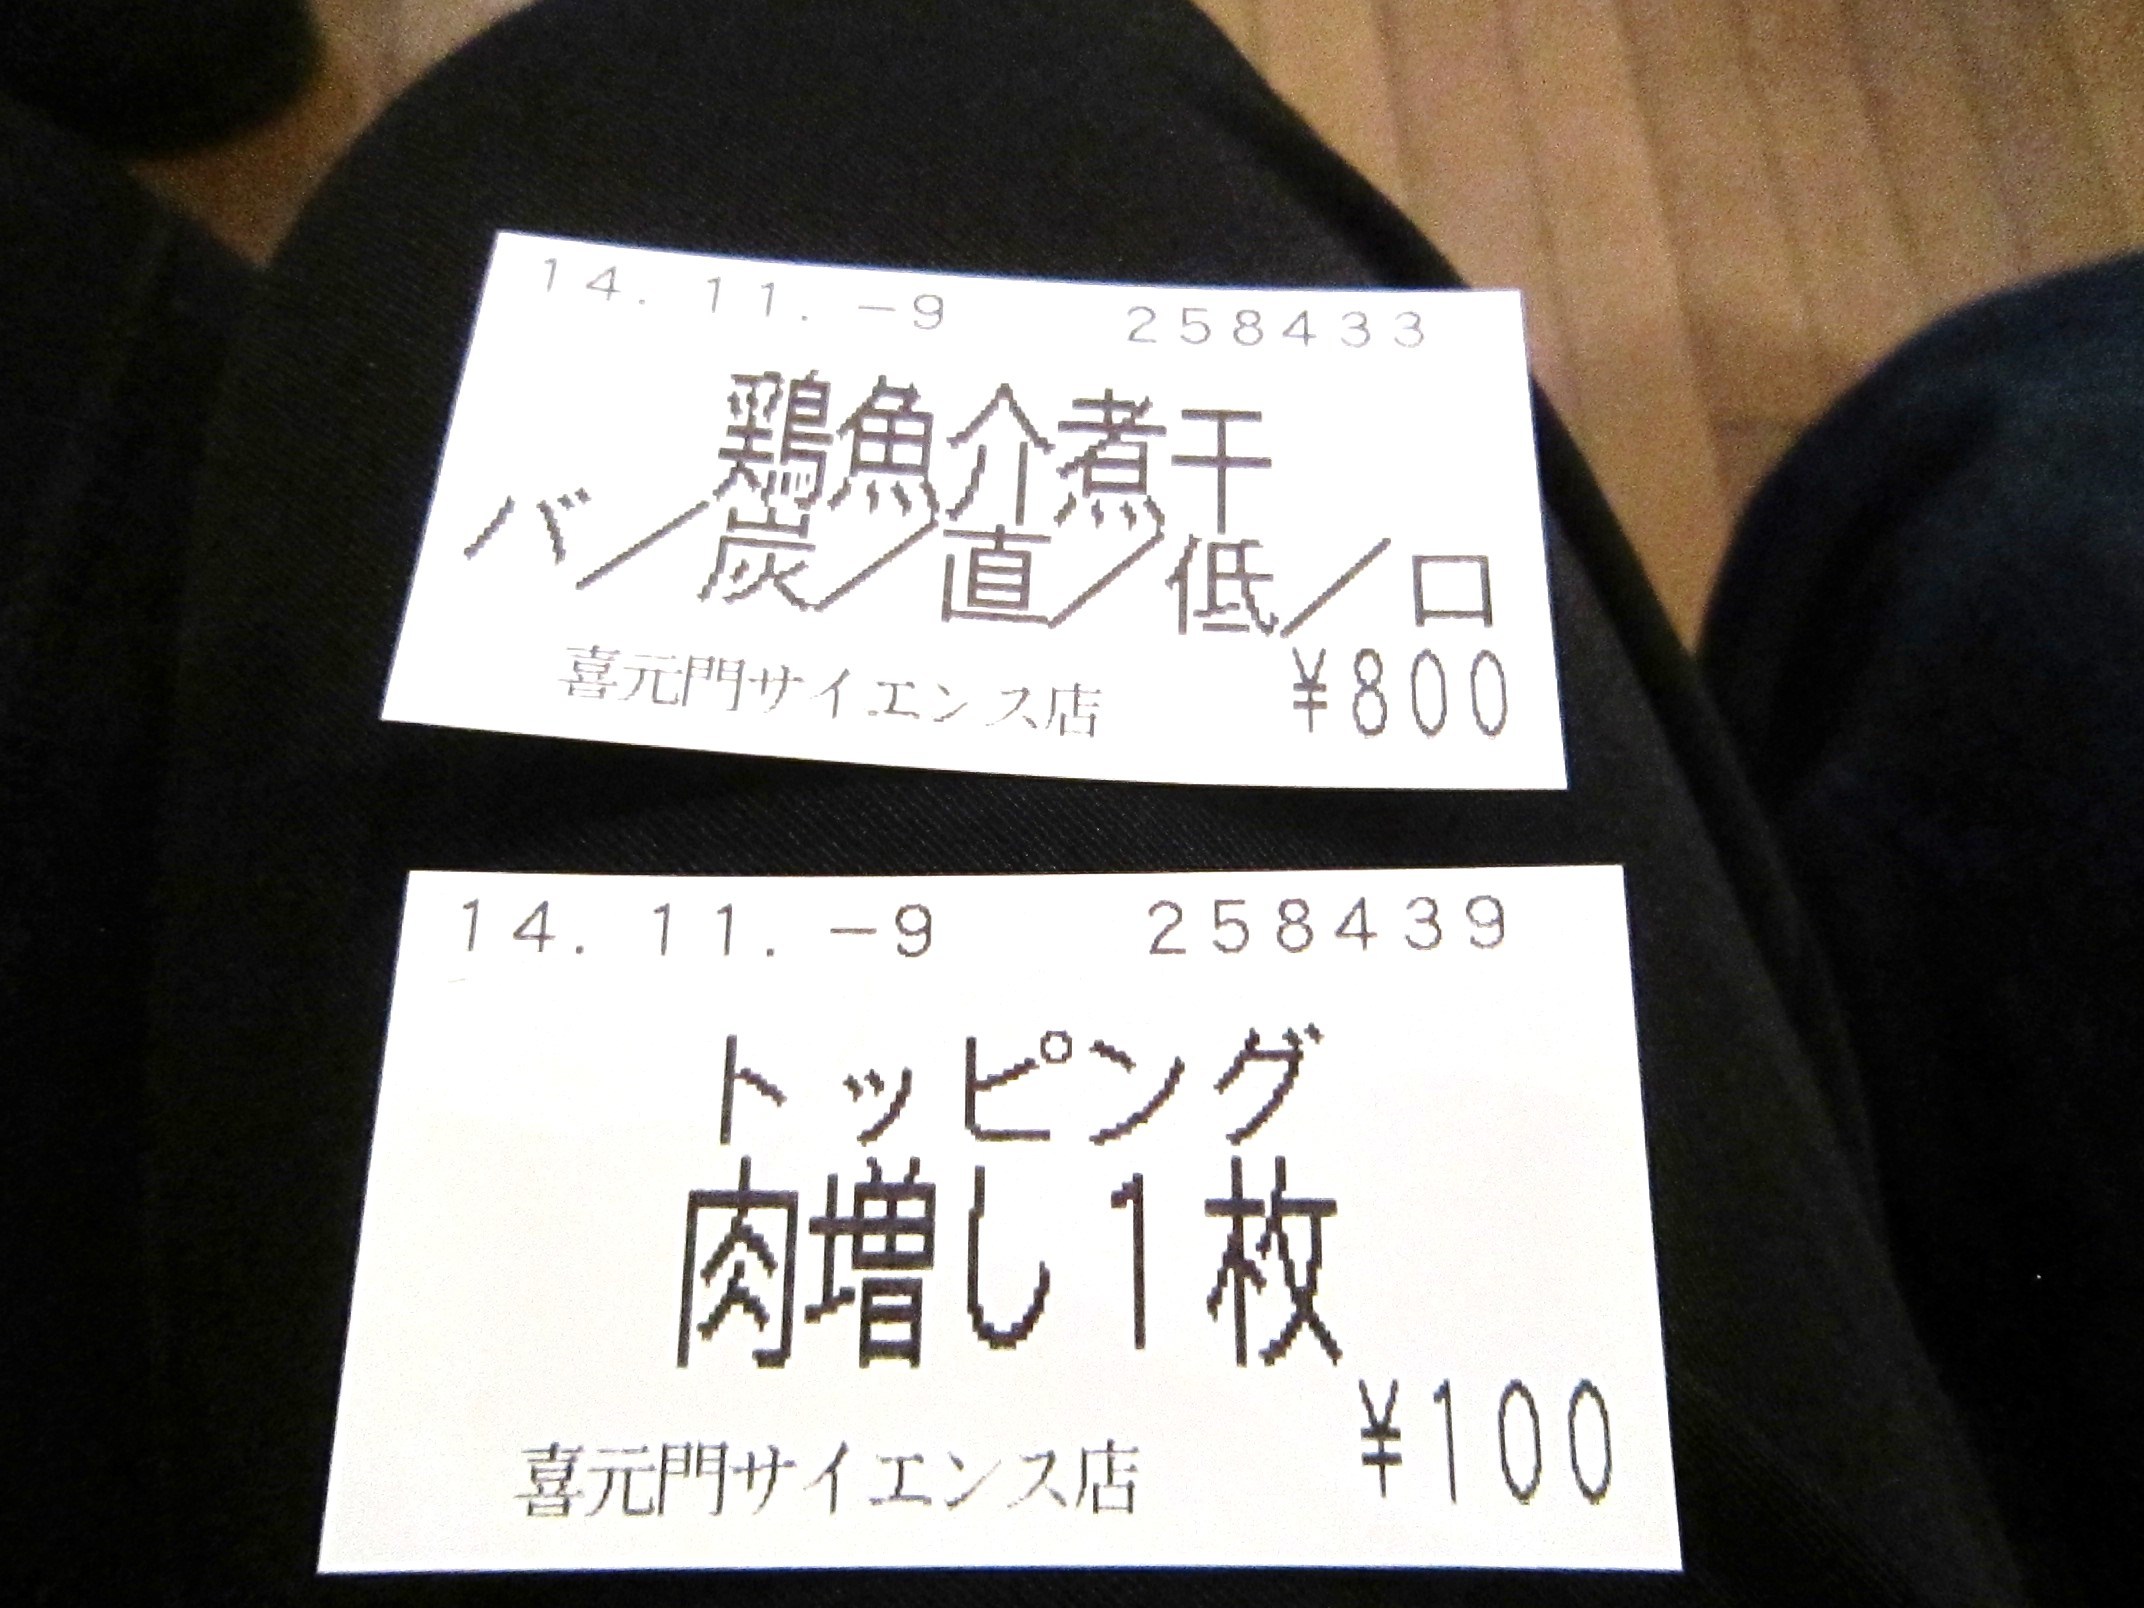 14.11.-9 258433
鶏魚介煮干
バ／炭／直／低／ロ
喜元門サイエンス店 ¥800
14.11.-9 258439
トッピング
肉増し1枚
¥100
喜元門サイエンス店